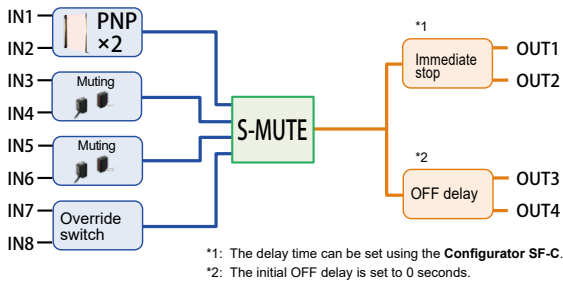 IN1
PNP
×2
IN2
IN3
Muting
IN4
IN5
Muting
IN6
IN7
Override
switch
IN8
S-MUTE
*1
Immediate
stop
OUT1
OUT2
*2
OFF delay
OUT3
OUT4
*1: The delay time can be set using the Configurator SF-C.
*2: The initial OFF delay is set to 0 seconds.